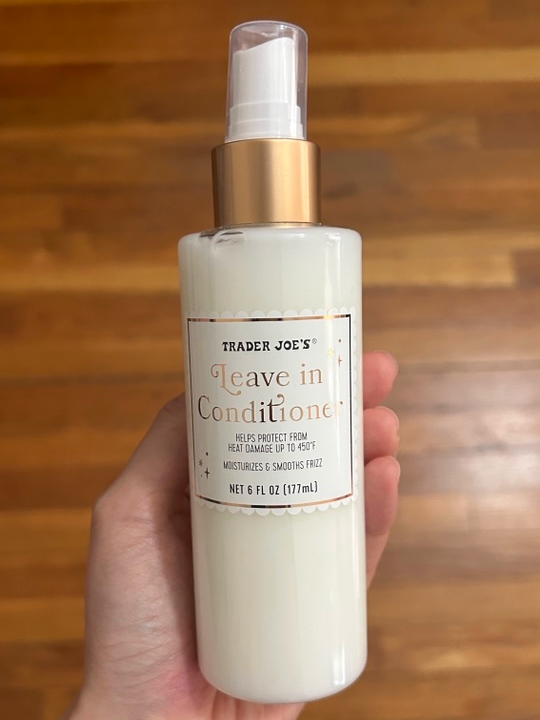 TRADER JOE'S®
Leave in
Conditioner
HELPS PROTECT FROM
HEAT DAMAGE UP TO 450°F
MOISTURIZES & SMOOTHS FRIZZ
NET 6 FL OZ (177mL)